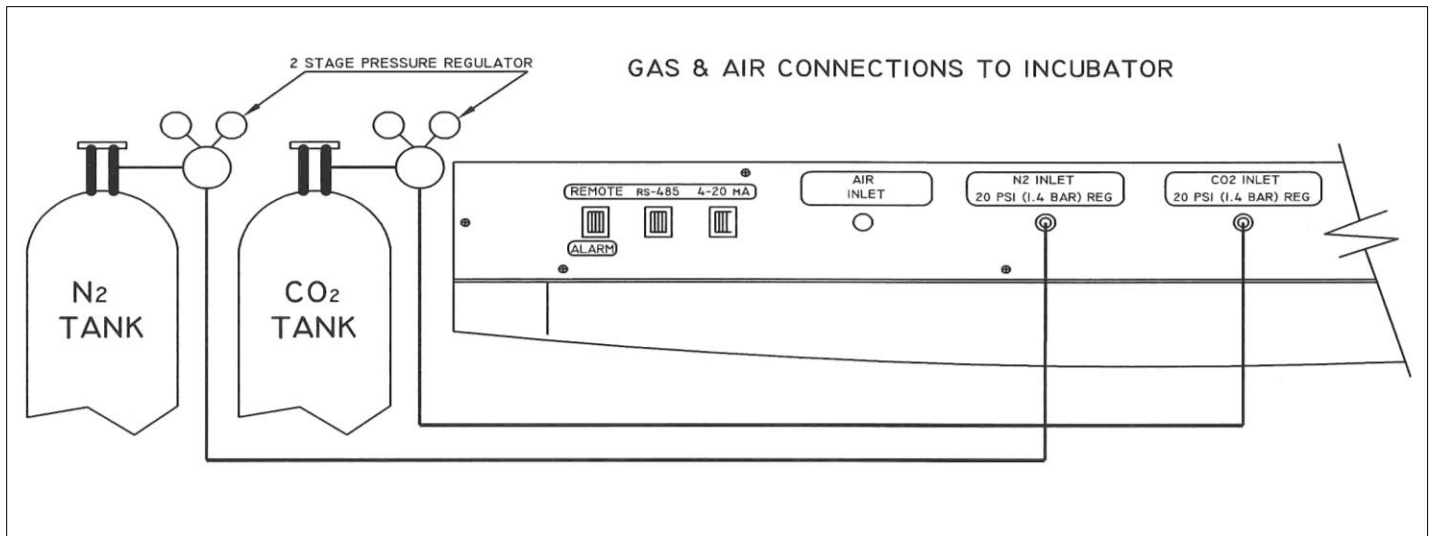 2 STAGE PRESSURE REGULATOR
GAS & AIR CONNECTIONS TO INCUBATOR
REMOTE RS-485 4-20 MA
ALARM
AIR
INLET
N2 INLET
20 PSI (1.4 BAR) REG
CO2 INLET
20 PSI (1.4 BAR) REG
N2
TANK
CO2
TANK